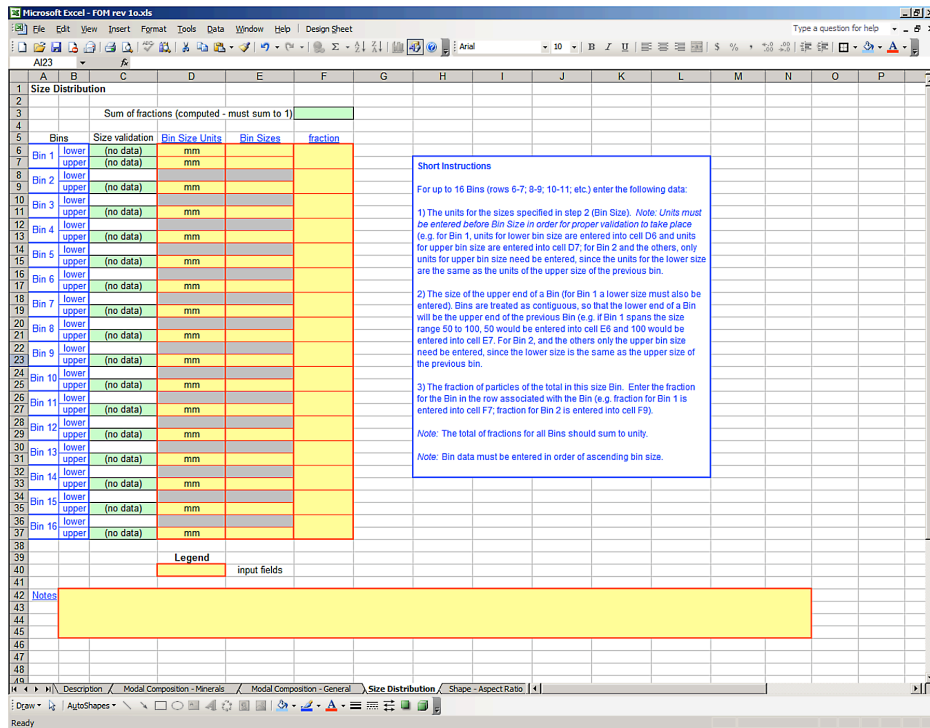 Microsoft Excel - FOM rev 1o.xls
File Edit View Insert Format Tools Data Window Help Design Sheet Type a question for help
Arial 10 B I U
AI23 fx
A B C D E F G H I J K L M N O P
1 Size Distribution
2
3 Sum of fractions (computed - must sum to 1)
4
5 Bins Size validation Bin Size Units Bin Sizes fraction
6 Bin 1 lower (no data) mm
7 upper (no data) mm
8 Bin 2 lower
9 upper (no data) mm
10 Bin 3 lower
11 upper (no data) mm
12 Bin 4 lower
13 upper (no data) mm
14 Bin 5 lower
15 upper (no data) mm
16 Bin 6 lower
17 upper (no data) mm
18 Bin 7 lower
19 upper (no data) mm
20 Bin 8 lower
21 upper (no data) mm
22 Bin 9 lower
23 upper (no data) mm
24 Bin 10 lower
25 upper (no data) mm
26 Bin 11 lower
27 upper (no data) mm
28 Bin 12 lower
29 upper (no data) mm
30 Bin 13 lower
31 upper (no data) mm
32 Bin 14 lower
33 upper (no data) mm
34 Bin 15 lower
35 upper (no data) mm
36 Bin 16 lower
37 upper (no data) mm
Short Instructions
For up to 16 Bins (rows 6-7; 8-9; 10-11; etc.) enter the following data:
1) The units for the sizes specified in step 2 (Bin Size). Note: Units must
be entered before Bin Size in order for proper validation to take place
(e.g. for Bin 1, units for lower bin size are entered into cell D6 and units
for upper bin size are entered into cell D7; for Bin 2 and the others, only
units for upper bin size need be entered, since the units for the lower size
are the same as the units of the upper size of the previous bin.
2) The size of the upper end of a Bin (for Bin 1 a lower size must also be
entered). Bins are treated as contiguous, so that the lower end of a Bin
will be the upper end of the previous Bin (e.g. if Bin 1 spans the size
range 50 to 100, 50 would be entered into cell E6 and 100 would be
entered into cell E7. For Bin 2, and the others only the upper bin size
need be entered, since the lower size is the same as the upper size of
the previous bin.
3) The fraction of particles of the total in this size Bin. Enter the fraction
for the Bin in the row associated with the Bin (e.g. fraction for Bin 1 is
entered into cell F7; fraction for Bin 2 is entered into cell F9).
Note: The total of fractions for all Bins should sum to unity.
Note: Bin data must be entered in order of ascending bin size.
38
39 Legend
40 input fields
41
42 Notes
43
44
45
46
47
48
49
Description Modal Composition - Minerals Modal Composition - General Size Distribution Shape - Aspect Ratio
Draw AutoShapes
Ready